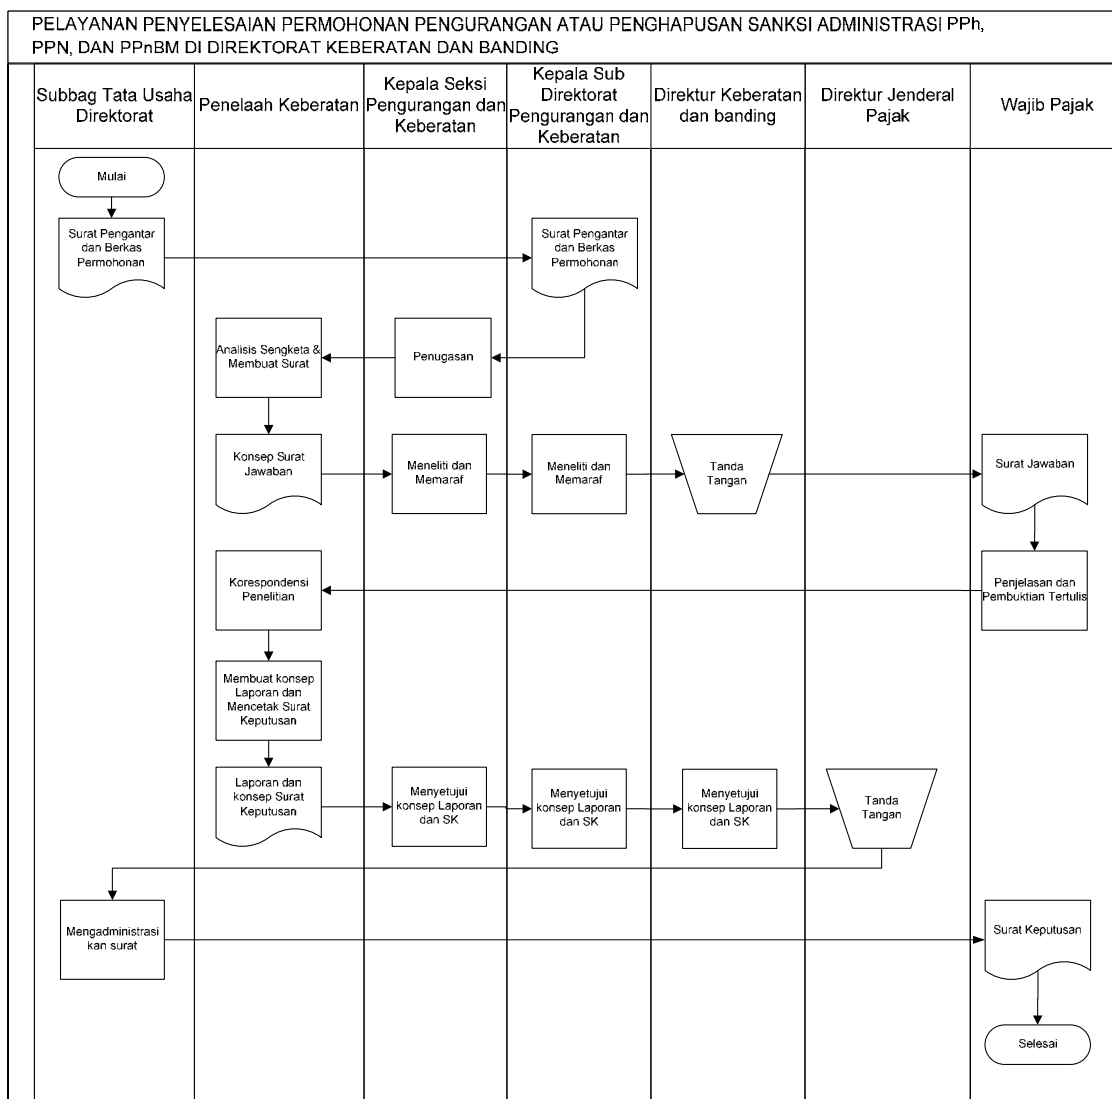 PELAYANAN PENYELESAIAN PERMOHONAN PENGURANGAN ATAU PENGHAPUSAN SANKSI ADMINISTRASI PPh,
PPN, DAN PPnBM DI DIREKTORAT KEBERATAN DAN BANDING
Subbag Tata Usaha
Direktorat
Penelaah Keberatan
Kepala Seksi
Pengurangan dan
Keberatan
Kepala Sub
Direktorat
Pengurangan dan
Keberatan
Direktur Keberatan
dan banding
Direktur Jenderal
Pajak
Wajib Pajak
Mulai
Surat Pengantar
dan Berkas
Permohonan
Surat Pengantar
dan Berkas
Permohonan
Analisis Sengketa &
Membuat Surat
Penugasan
Konsep Surat
Jawaban
Meneliti dan
Memaraf
Meneliti dan
Memaraf
Tanda
Tangan
Surat Jawaban
Korespondensi
Penelitian
Penjelasan dan
Pembuktian Tertulis
Membuat konsep
Laporan dan
Mencetak Surat
Keputusan
Laporan dan
konsep Surat
Keputusan
Menyetujui
konsep Laporan
dan SK
Menyetujui
konsep Laporan
dan SK
Menyetujui
konsep Laporan
dan SK
Tanda
Tangan
Mengadministrasi
kan surat
Surat Keputusan
Selesai